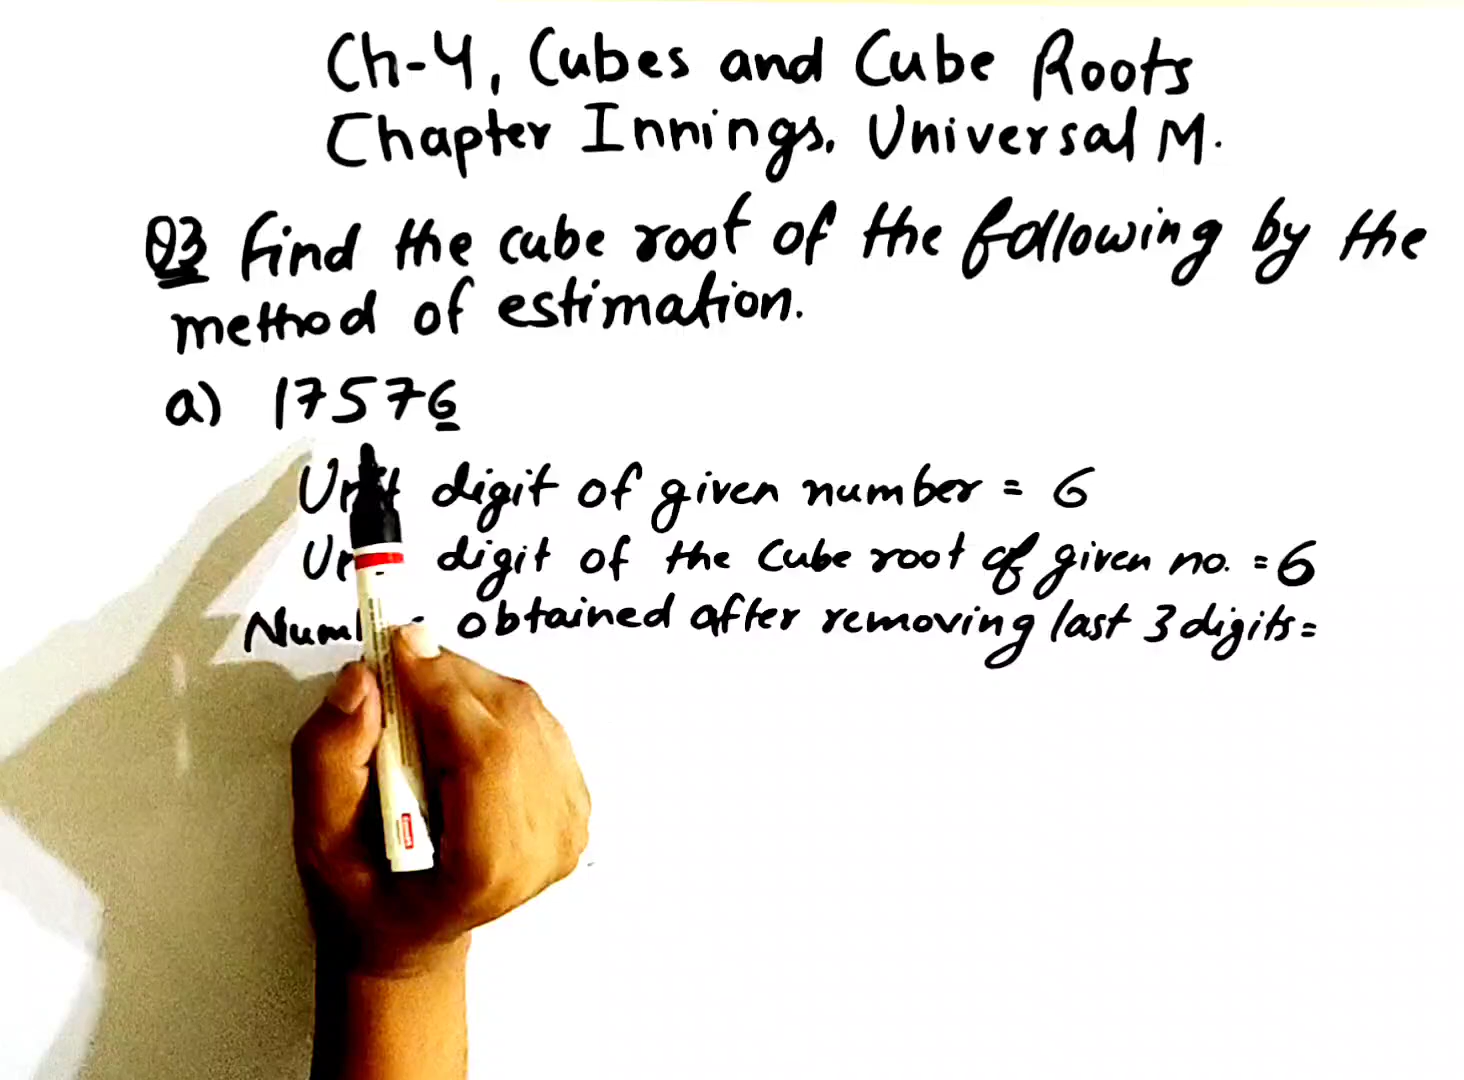 Ch-4, Cubes and Cube Roots
Chapter Innings. Universal M.
Q3 find the cube root of the following by the
method of estimation.
a) 17576
digit of given number = 6
digit of the cube root of given no. = 6
obtained after removing last 3 digits =